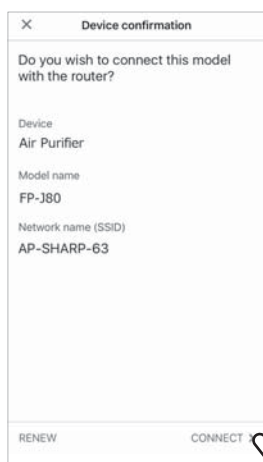 Device confirmation
Do you wish to connect this model
with the router?
Device
Air Purifier
Model name
FP-J80
Network name (SSID)
AP-SHARP-63
RENEW
CONNECT